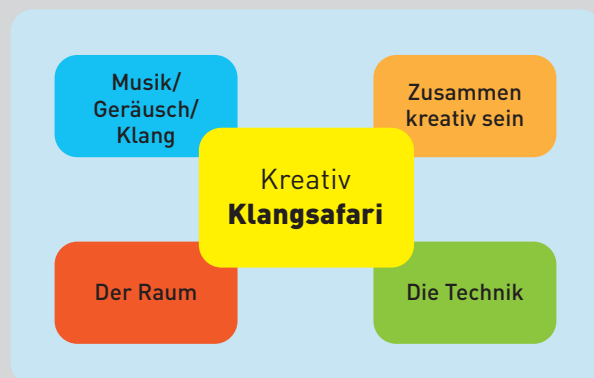 Musik/
Geräusch/
Klang
Zusammen
kreativ sein
Kreativ
Klangsafari
Der Raum
Die Technik